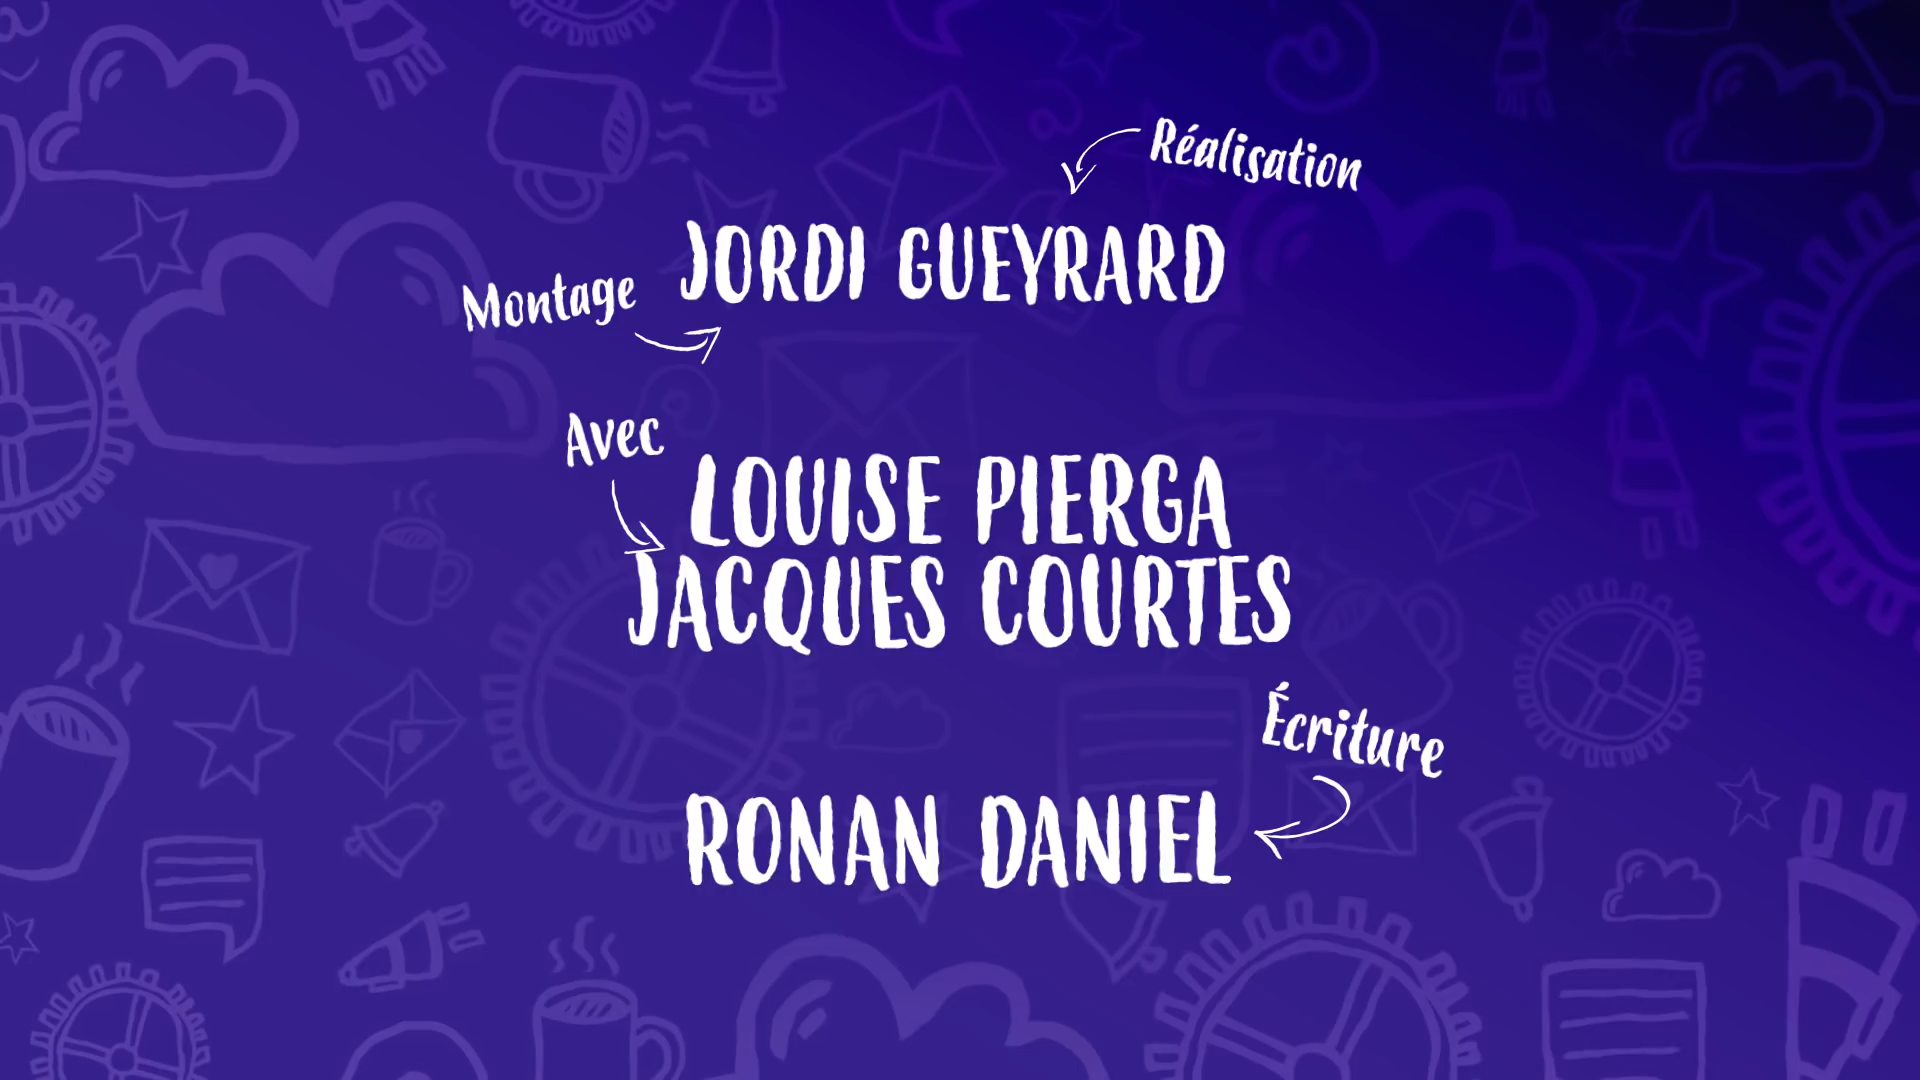 Réalisation
JORDI GUEYRARD
Montage
Avec
LOUISE PIERGA
JACQUES COURTES
Écriture
RONAN DANIEL